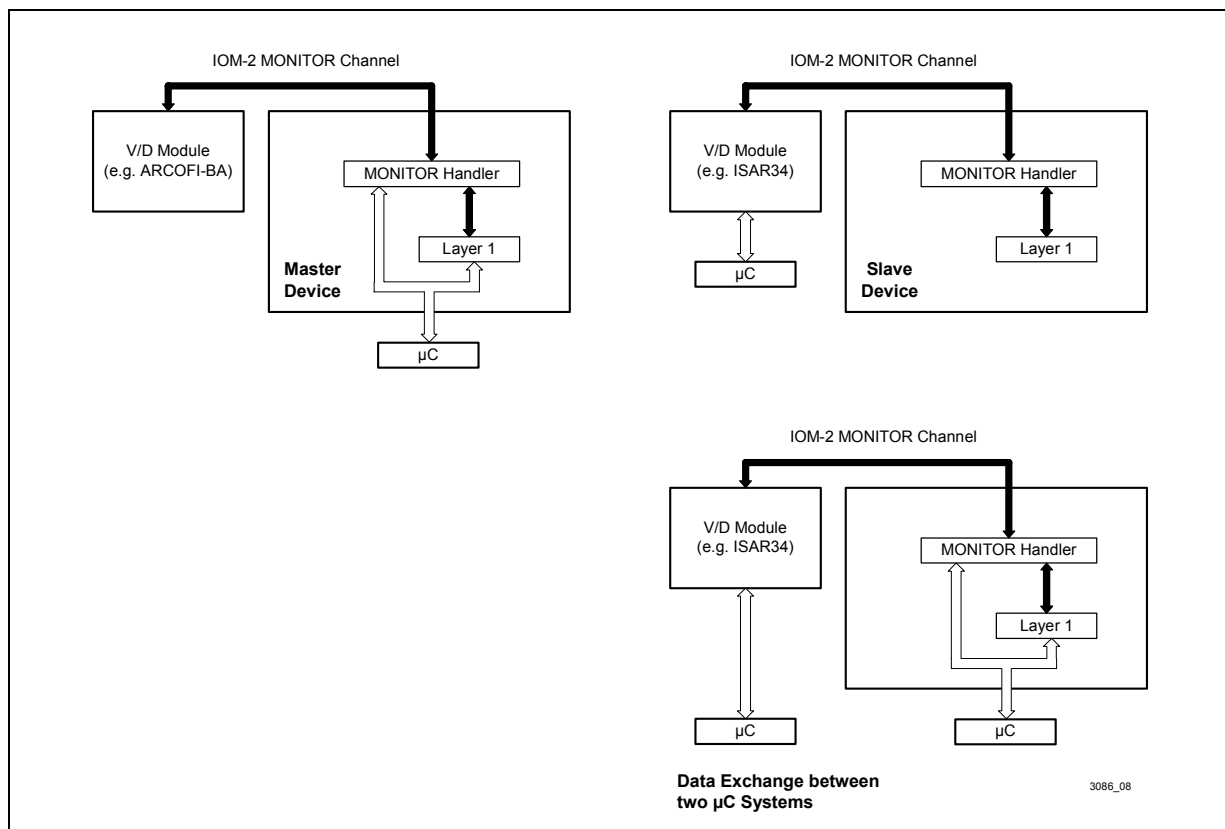 IOM-2 MONITOR Channel
V/D Module
(e.g. ARCOFI-BA)
MONITOR Handler
Layer 1
Master
Device
µC
IOM-2 MONITOR Channel
V/D Module
(e.g. ISAR34)
µC
MONITOR Handler
Layer 1
Slave
Device
IOM-2 MONITOR Channel
V/D Module
(e.g. ISAR34)
MONITOR Handler
Layer 1
µC
µC
Data Exchange between
two µC Systems
3086_08